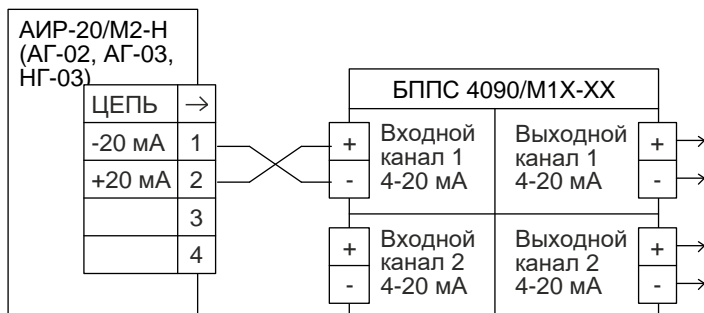 АИР-20/М2-Н
(АГ-02, АГ-03,
НГ-03)
ЦЕПЬ →
-20 мА 1
+20 мА 2
3
4
БППС 4090/М1Х-ХХ
+ Входной
канал 1
- 4-20 мА
Выходной +
канал 1
4-20 мА -
+ Входной
канал 2
- 4-20 мА
Выходной +
канал 2
4-20 мА -